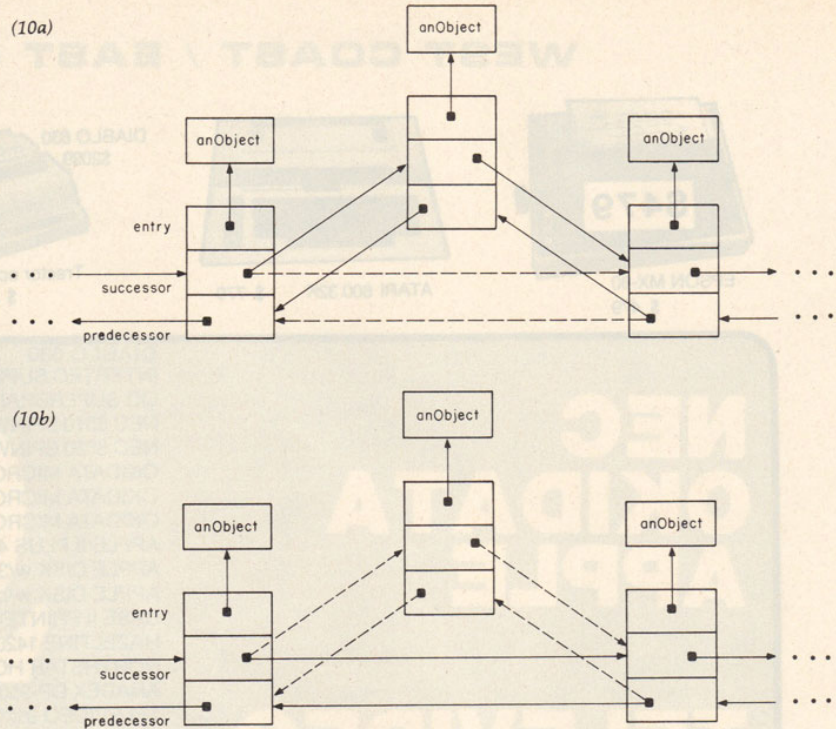 (10a)
anObject
anObject
anObject
entry
successor
predecessor
(10b)
anObject
anObject
anObject
entry
successor
predecessor